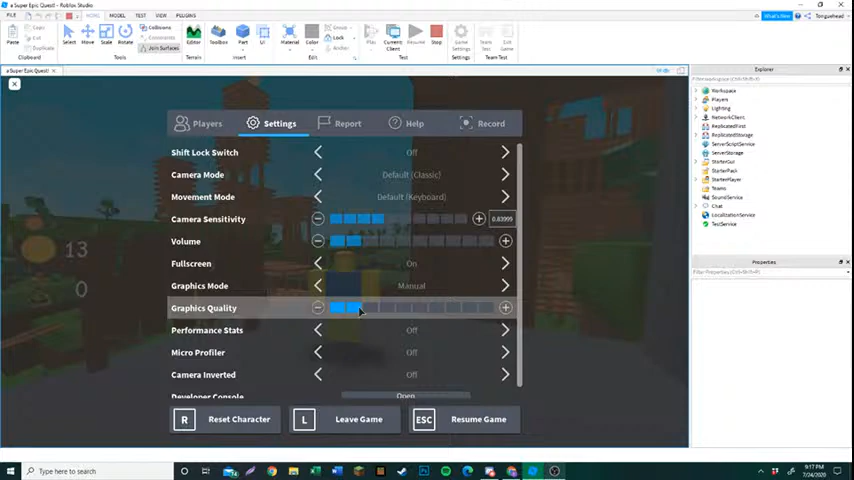 a Super Epic Quest! - Roblox Studio
FILE HOME MODEL TEST VIEW PLUGINS
What's New Tonguehead
Paste Copy Cut Duplicate Select Move Scale Rotate Collisions Constraints Join Surfaces Editor Toolbox Part UI Material Color Group Lock Anchor Play Current: Client Resume Stop Game Settings Team Test Exit Game
Clipboard Tools Terrain Insert Edit Test Settings Team Test
a Super Epic Quest!
Explorer
Workspace
Players
Lighting
NetworkClient
ReplicatedFirst
ReplicatedStorage
ServerScriptService
ServerStorage
StarterGui
StarterPack
StarterPlayer
Teams
SoundService
Chat
LocalizationService
TestService
Properties
Players Settings Report Help Record
Shift Lock Switch Off
Camera Mode Default (Classic)
Movement Mode Default (Keyboard)
Camera Sensitivity 0.83999
Volume
Fullscreen On
Graphics Mode Manual
Graphics Quality
Performance Stats Off
Micro Profiler Off
Camera Inverted Off
Developer Console Open
R Reset Character L Leave Game ESC Resume Game
13
0
Type here to search
9:17 PM
7/24/2020